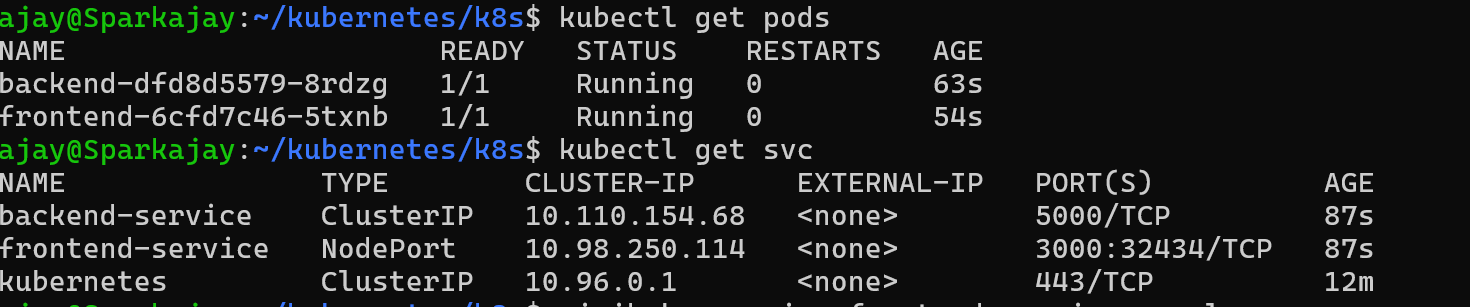 ajay@Sparkajay:~/kubernetes/k8s$ kubectl get pods
NAME READY STATUS RESTARTS AGE
backend-dfd8d5579-8rdzg 1/1 Running 0 63s
frontend-6cfd7c46-5txnb 1/1 Running 0 54s
ajay@Sparkajay:~/kubernetes/k8s$ kubectl get svc
NAME TYPE CLUSTER-IP EXTERNAL-IP PORT(S) AGE
backend-service ClusterIP 10.110.154.68 <none> 5000/TCP 87s
frontend-service NodePort 10.98.250.114 <none> 3000:32434/TCP 87s
kubernetes ClusterIP 10.96.0.1 <none> 443/TCP 12m